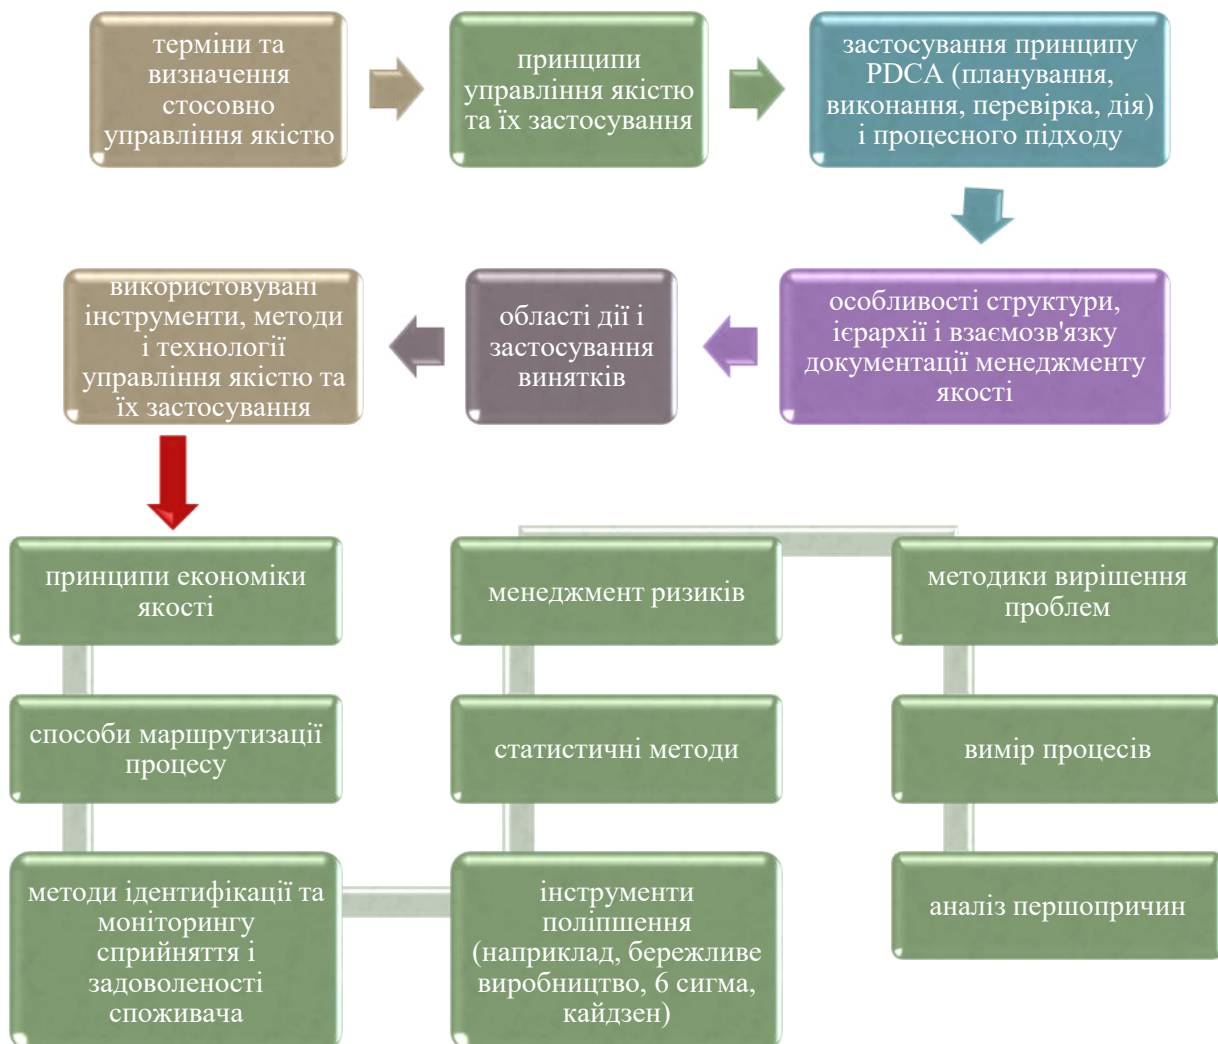 терміни та
визначення
стосовно
управління якістю
принципи
управління якістю
та їх застосування
застосування принципу
PDCA (планування,
виконання, перевірка, дія)
і процесного підходу
особливості структури,
ієрархії і взаємозв'язку
документації менеджменту
якості
області дії і
застосування
винятків
використовувані
інструменти, методи
і технології
управління якістю та
їх застосування
принципи економіки
якості
способи маршрутизації
процесу
методи ідентифікації та
моніторингу
сприйняття і
задоволеності
споживача
інструменти
поліпшення
(наприклад, бережливе
виробництво, 6 сигма,
кайдзен)
статистичні методи
менеджмент ризиків
методики вирішення
проблем
вимір процесів
аналіз першопричин